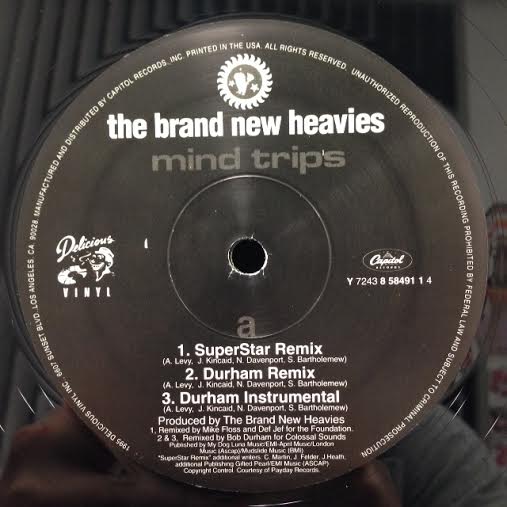 1995 DELICIOUS VINYL INC. 6607 SUNSET BLVD., LOS ANGELES, CA. 90028. MANUFACTURED AND DISTRIBUTED BY CAPITOL RECORDS, INC. PRINTED IN THE USA. ALL RIGHTS RESERVED. UNAUTHORIZED REPRODUCTION OF THIS RECORDING PROHIBITED BY FEDERAL LAW AND SUBJECT TO CRIMINAL PROSECUTION
the brand new heavies
mind trips
Delicious
VINYL
Capitol
RECORDS
Y 7243 8 58491 1 4
a
1. SuperStar Remix
(A. Levy, J. Kincaid, N. Davenport, S. Bartholemew)
2. Durham Remix
(A. Levy, J. Kincaid, N. Davenport, S. Bartholemew)
3. Durham Instrumental
(A. Levy, J. Kincaid, N. Davenport, S. Bartholemew)
Produced by The Brand New Heavies
1. Remixed by Mike Floss and Def Jef for the Foundation.
2 & 3. Remixed by Bob Durham for Colossal Sounds
Published by My Dog Luna Music/EMI-April Music/London
Music (Ascap)/Mudslide Music (BMI)
"SuperStar Remix" additional writers. C. Martin, J. Felder, J.Heath,
additional Publishing Gifted Pearl/EMI Music (ASCAP)
Copyright Control. Courtesy of Payday Records.